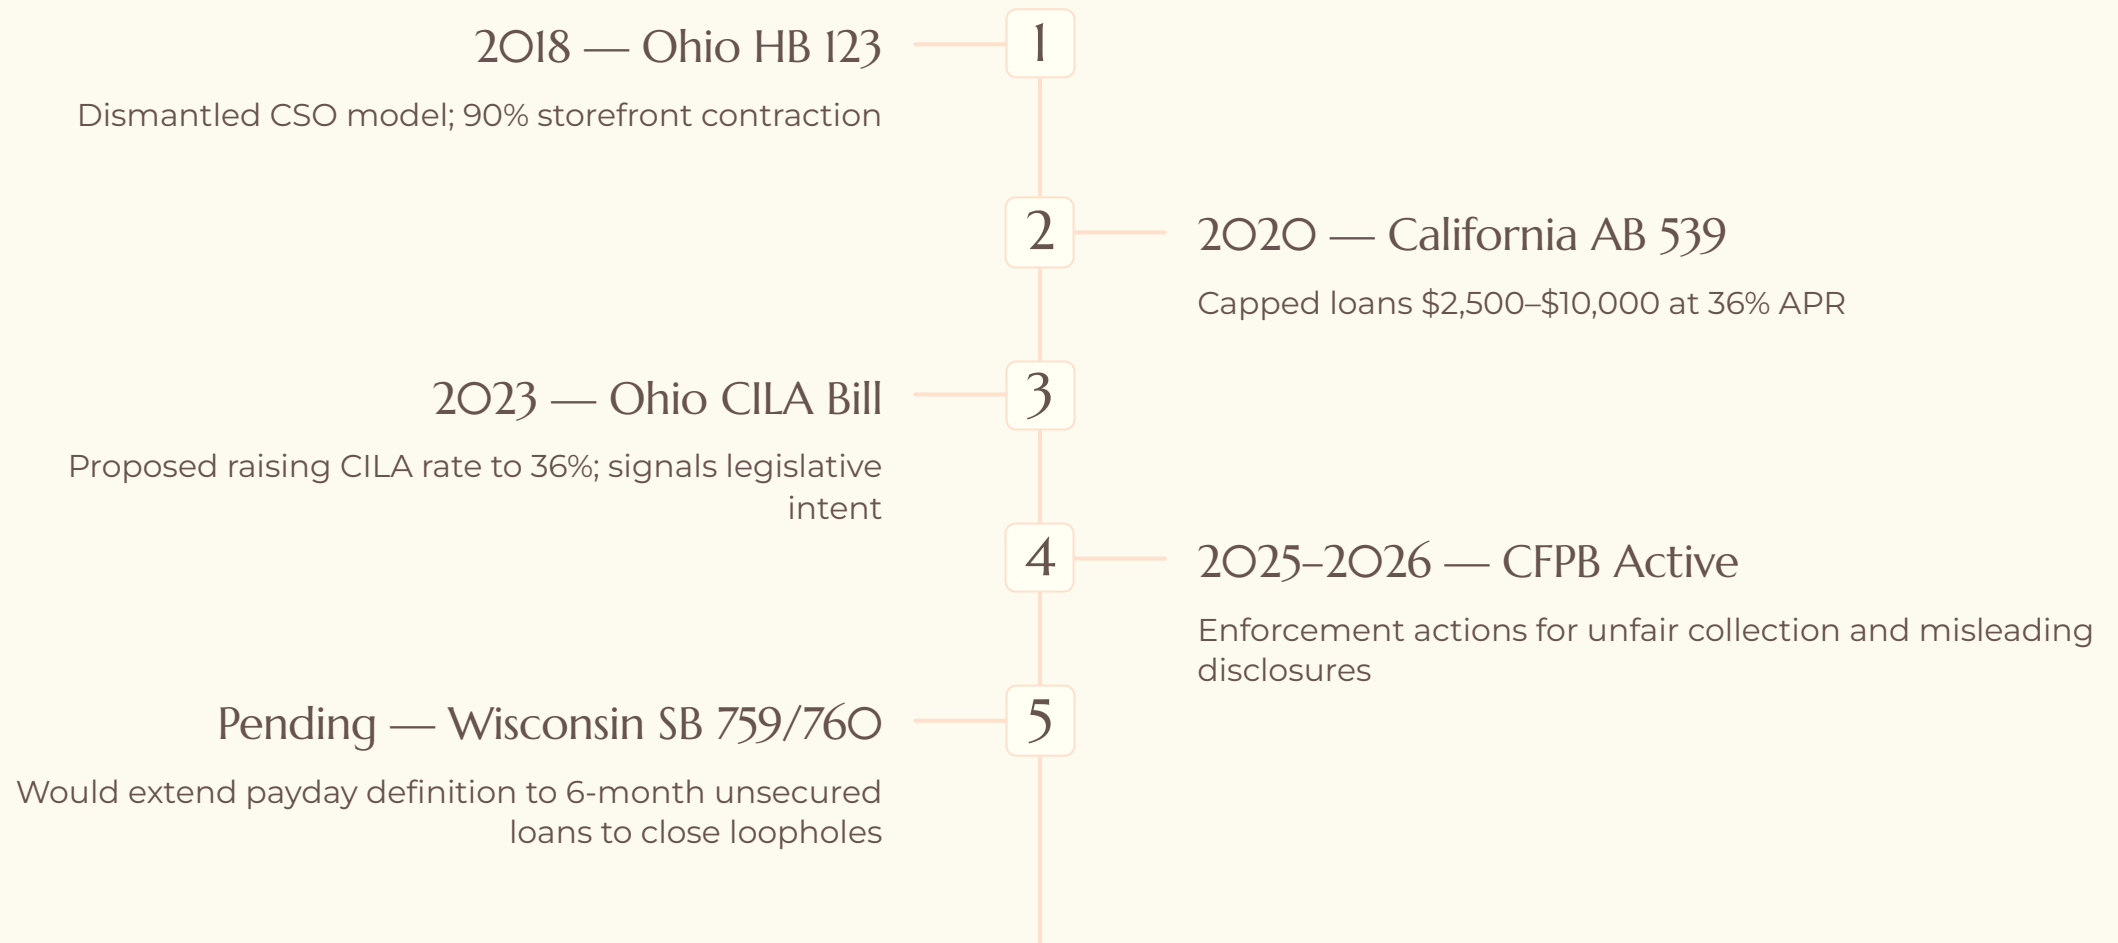 1
2018 — Ohio HB 123
Dismantled CSO model; 90% storefront contraction
2
2020 — California AB 539
Capped loans $2,500–$10,000 at 36% APR
3
2023 — Ohio CILA Bill
Proposed raising CILA rate to 36%; signals legislative
intent
4
2025–2026 — CFPB Active
Enforcement actions for unfair collection and misleading
disclosures
5
Pending — Wisconsin SB 759/760
Would extend payday definition to 6-month unsecured
loans to close loopholes